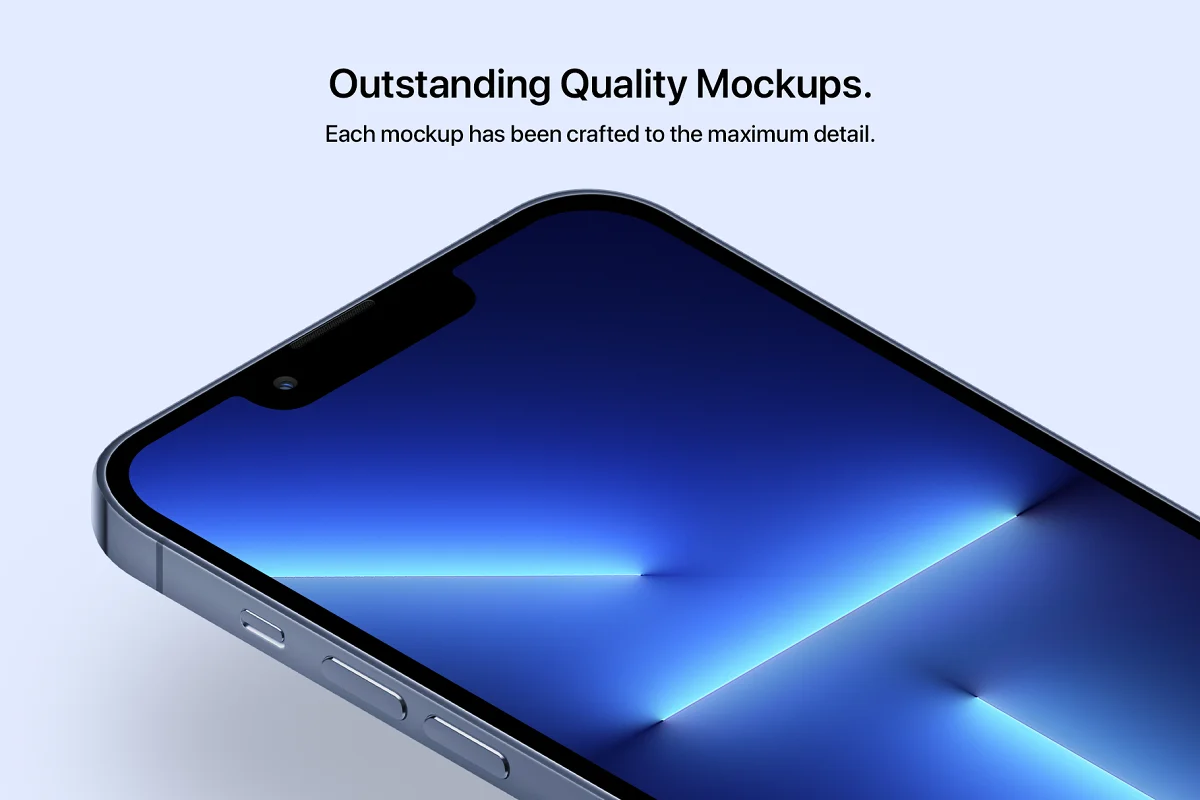 Outstanding Quality Mockups.
Each mockup has been crafted to the maximum detail.